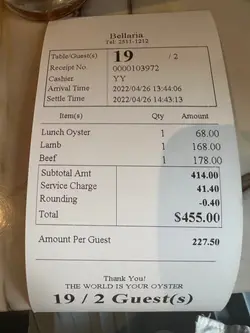 Bellaria
Tel: 2511-1212
Table/Guest(s) 19 / 2
Receipt No. 0000103972
Cashier YY
Arrival Time 2022/04/26 13:44:06
Settle Time 2022/04/26 14:43:13
Item(s) Qty Amount
Lunch Oyster 1 68.00
Lamb 1 168.00
Beef 1 178.00
Subtotal Amt 414.00
Service Charge 41.40
Rounding -0.40
Total $455.00
Amount Per Guest 227.50
Thank You!
THE WORLD IS YOUR OYSTER
19 / 2 Guest(s)